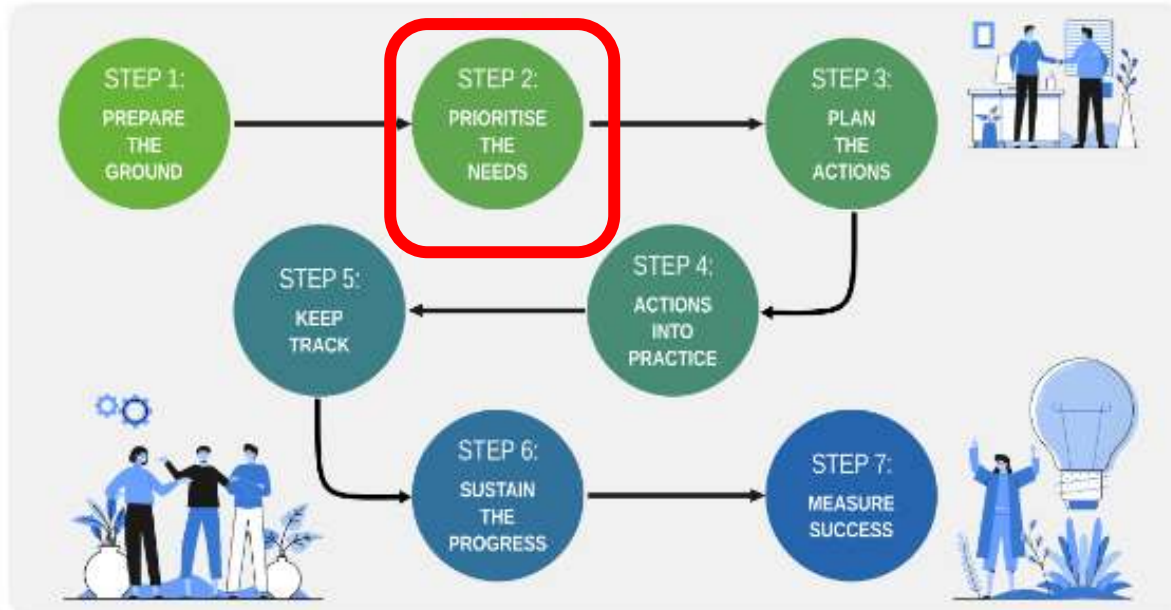 STEP 1:
PREPARE
THE
GROUND
STEP 2:
PRIORITISE
THE
NEEDS
STEP 3:
PLAN
THE
ACTIONS
STEP 4:
ACTIONS
INTO
PRACTICE
STEP 5:
KEEP
TRACK
STEP 6:
SUSTAIN
THE
PROGRESS
STEP 7:
MEASURE
SUCCESS